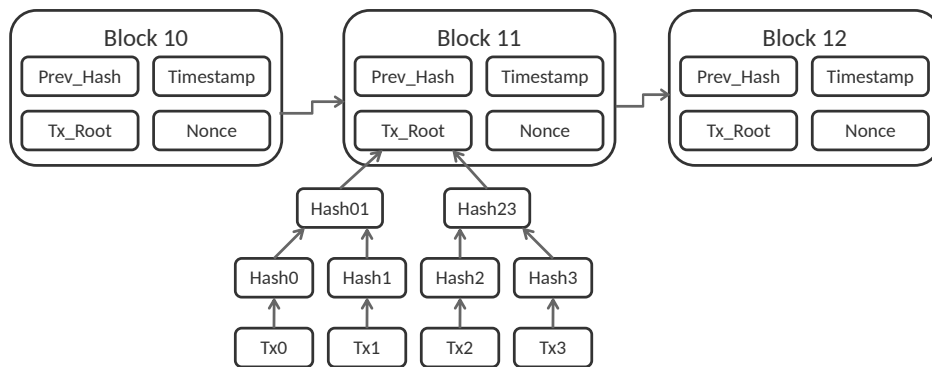 Block 10
Block 11
Block 12
Prev_Hash
Timestamp
Prev_Hash
Timestamp
Prev_Hash
Timestamp
Tx_Root
Nonce
Tx_Root
Nonce
Tx_Root
Nonce
Hash01
Hash23
Hash0
Hash1
Hash2
Hash3
Tx0
Tx1
Tx2
Tx3